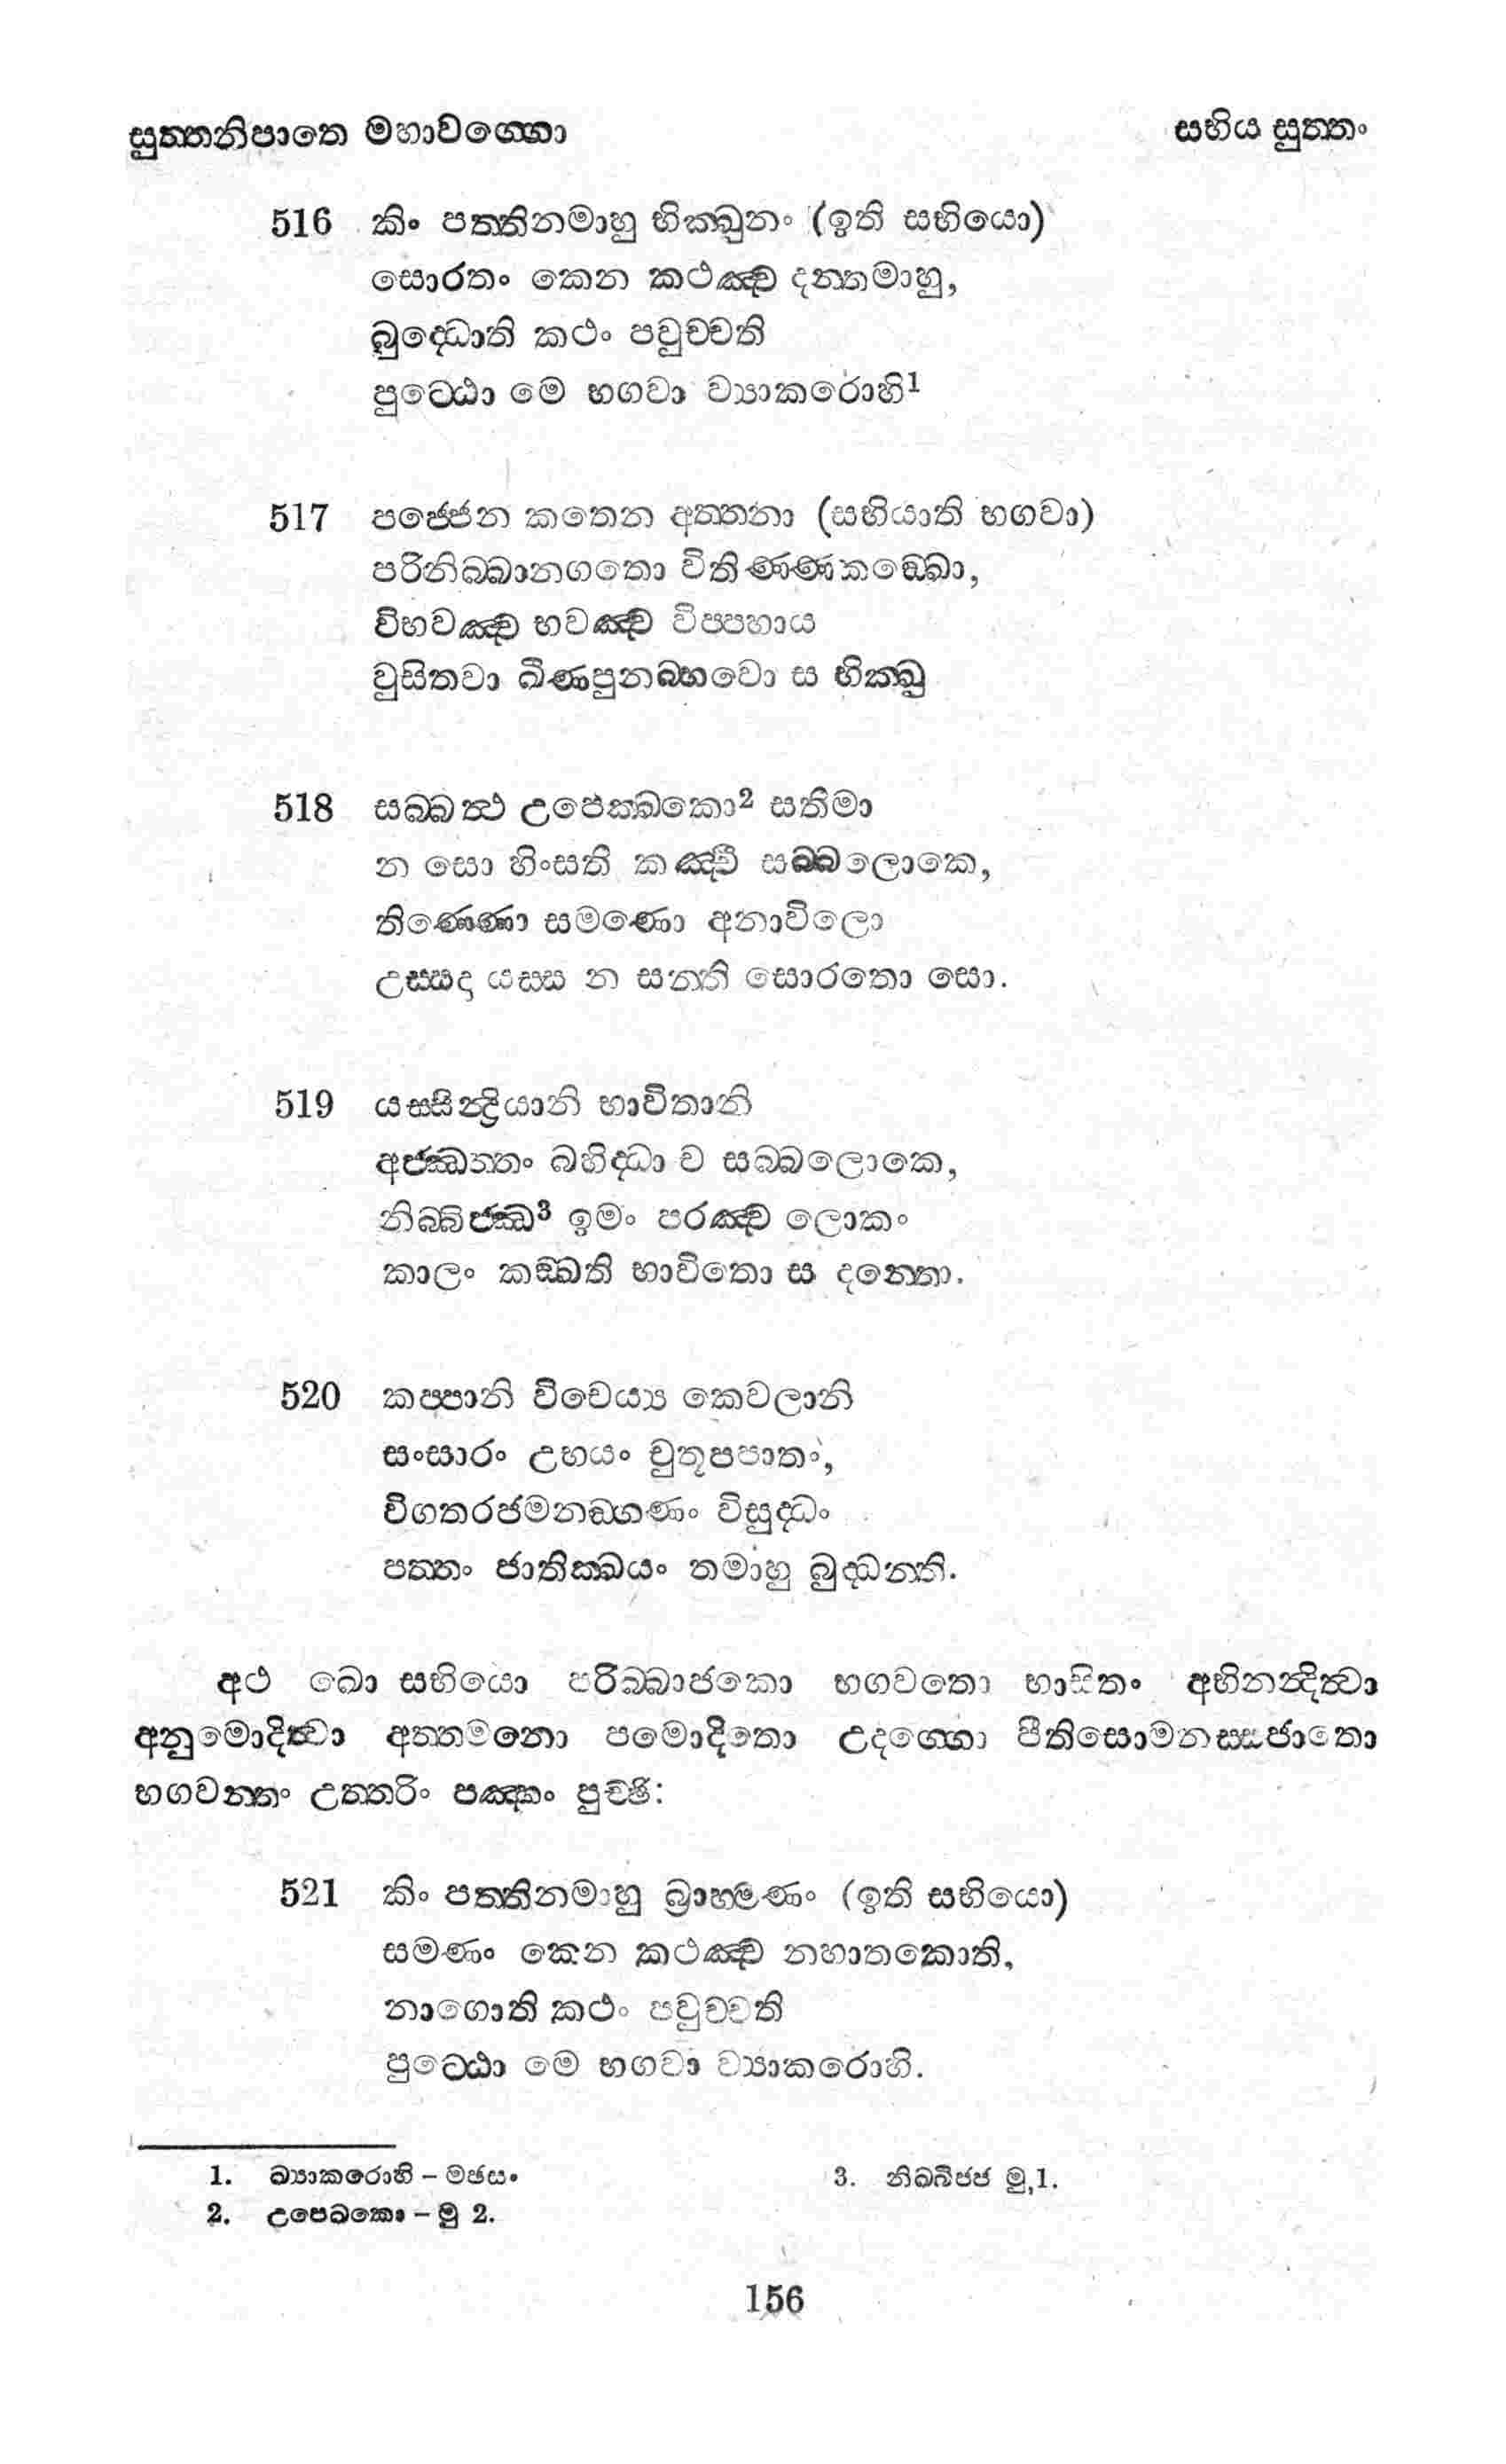 සුත්තනිපාතෙ මහාවග්ගො සභිය සුත්තං
516 කිං පත්තිනමාහු භික්ඛුනං (ඉති සභියො)
සොරතං කෙන කථඤ්ච දන්තමාහු,
බුද්ධොති කථං පවුච්චති
පුට්ඨො මෙ භගවා ව්‍යාකරොහි1
517 පජ්ජෙන කතෙන අත්තනා (සභියාති භගවා)
පරිනිබ්බානගතො විතිණ්ණකඞ්ඛො,
විභවඤ්ච භවඤ්ච විප්පහාය
වුසිතවා ඛීණපුනබ්භවො ස භික්ඛු
518 සබ්බත්ථ උපෙක්ඛකො2 සතිමා
න සො හිංසති කඤ්චි සබ්බලොකෙ,
තිණ්ණො සමණො අනාවිලො
උස්සදා යස්ස න සන්ති සොරතො සො.
519 යස්සින්ද්‍රියානි භාවිතානි
අජ්ඣත්තං බහිද්ධා ච සබ්බලොකෙ,
නිබ්බිජ්ඣ3 ඉමං පරඤ්ච ලොකං
කාලං කඞ්ඛති භාවිතො ස දන්තො.
520 කප්පානි විචෙය්‍ය කෙවලානි
සංසාරං උභයං චුතූපපාතං,
විගතරජමනඞ්ගණං විසුද්ධං
පත්තං ජාතික්ඛයං තමාහු බුද්ධන්ති.
අථ ඛො සභියො පරිබ්බාජකො භගවතො භාසිතං අභිනන්දිත්වා
අනුමොදිත්වා අත්තමනො පමොදිතො උදග්ගො පීතිසොමනස්සජාතො
භගවන්තං උත්තරිං පඤ්හං පුච්ඡි:
521 කිං පත්තිනමාහු බ්‍රාහ්මණං (ඉති සභියො)
සමණං කෙන කථඤ්ච නහාතකොති,
නාගොති කථං පවුච්චති
පුට්ඨො මෙ භගවා ව්‍යාකරොහි.
1. බ්‍යාකරොහි – මඡසං
2. උපෙඛකො – මු 2.
3. නිබ්බිජ්ජ මු,1.
156